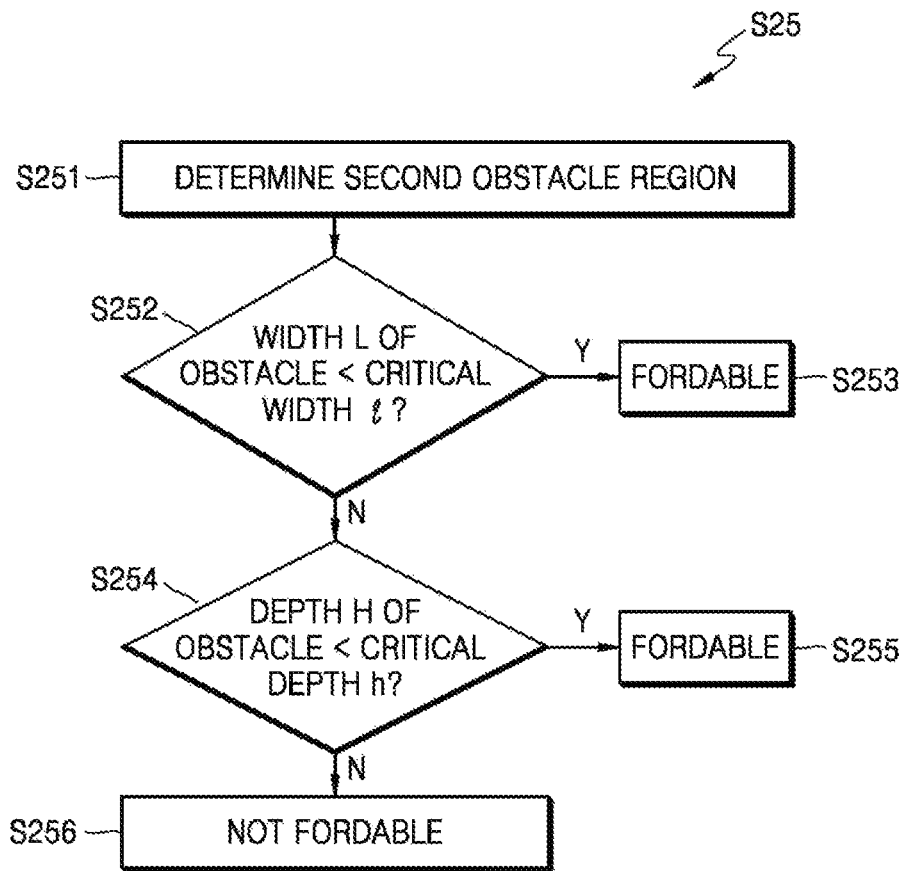 S25
S251
DETERMINE SECOND OBSTACLE REGION
S252
WIDTH L OF
OBSTACLE < CRITICAL
WIDTH ℓ ?
Y
FORDABLE
S253
N
S254
DEPTH H OF
OBSTACLE < CRITICAL
DEPTH h?
Y
FORDABLE
S255
N
S256
NOT FORDABLE